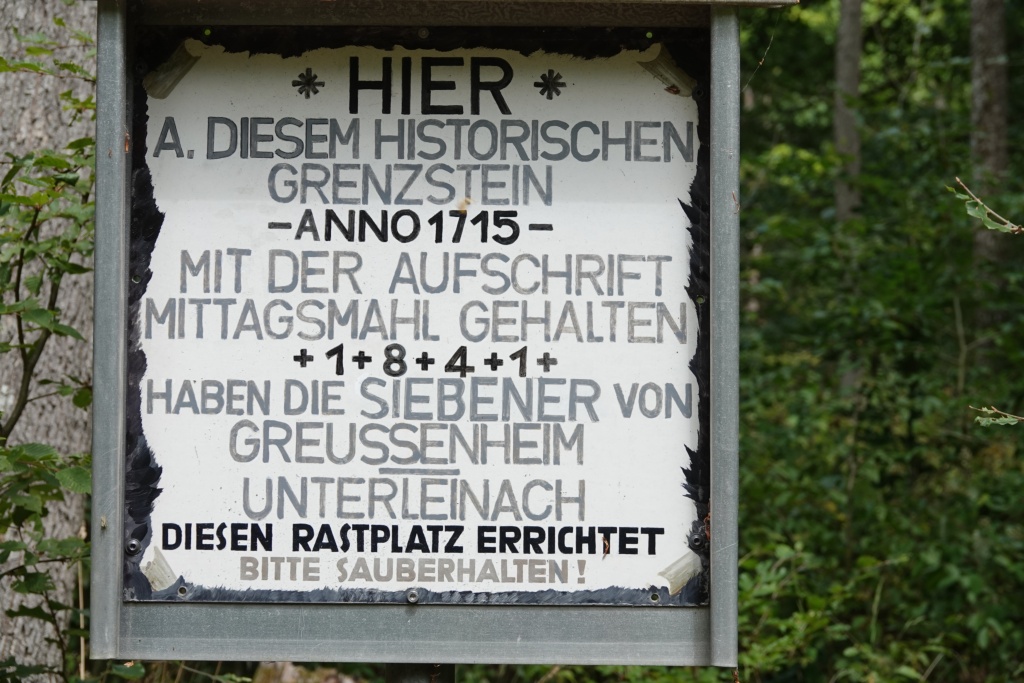 * HIER *
A. DIESEM HISTORISCHEN
GRENZSTEIN
-ANNO 1715-
MIT DER AUFSCHRIFT
MITTAGSMAHL GEHALTEN
+1+8+4+1+
HABEN DIE SIEBENER VON
GREUSSENHEIM
UNTERLEINACH
DIESEN RASTPLATZ ERRICHTET
BITTE SAUBERHALTEN!